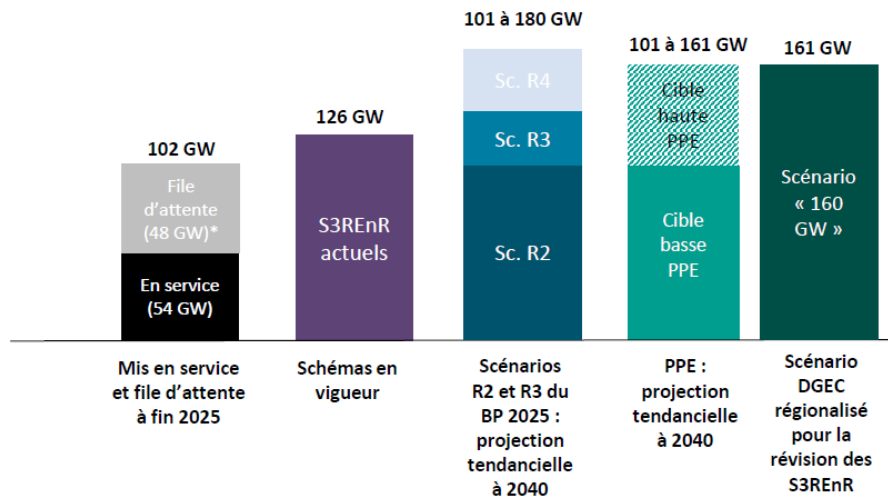 101 à 180 GW
101 à 161 GW
161 GW
126 GW
102 GW
File
d'attente
(48 GW)*
En service
(54 GW)
S3REnR
actuels
Sc. R4
Sc. R3
Sc. R2
Cible
haute
PPE
Cible
basse
PPE
Scénario
« 160
GW »
Mis en service
et file d'attente
à fin 2025
Schémas en
vigueur
Scénarios
R2 et R3 du
BP 2025 :
projection
tendancielle
à 2040
PPE :
projection
tendancielle
à 2040
Scénario
DGEC
régionalisé
pour la
révision des
S3REnR